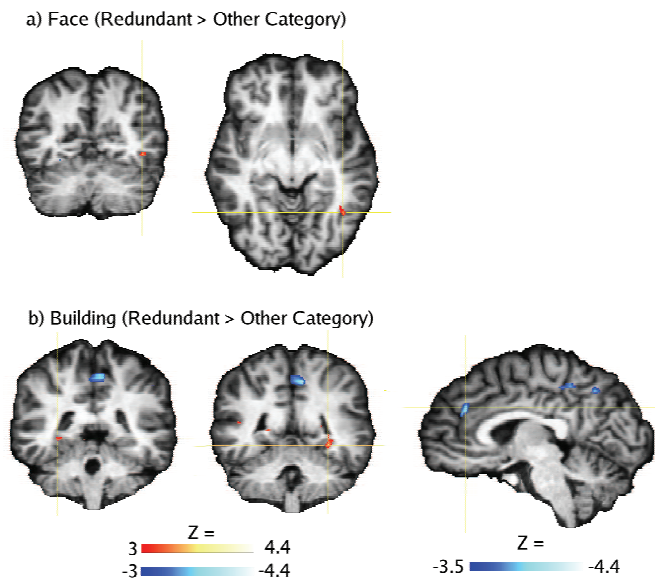 a) Face (Redundant > Other Category)
b) Building (Redundant > Other Category)
Z =
3 4.4
-3 -4.4
Z =
-3.5 -4.4